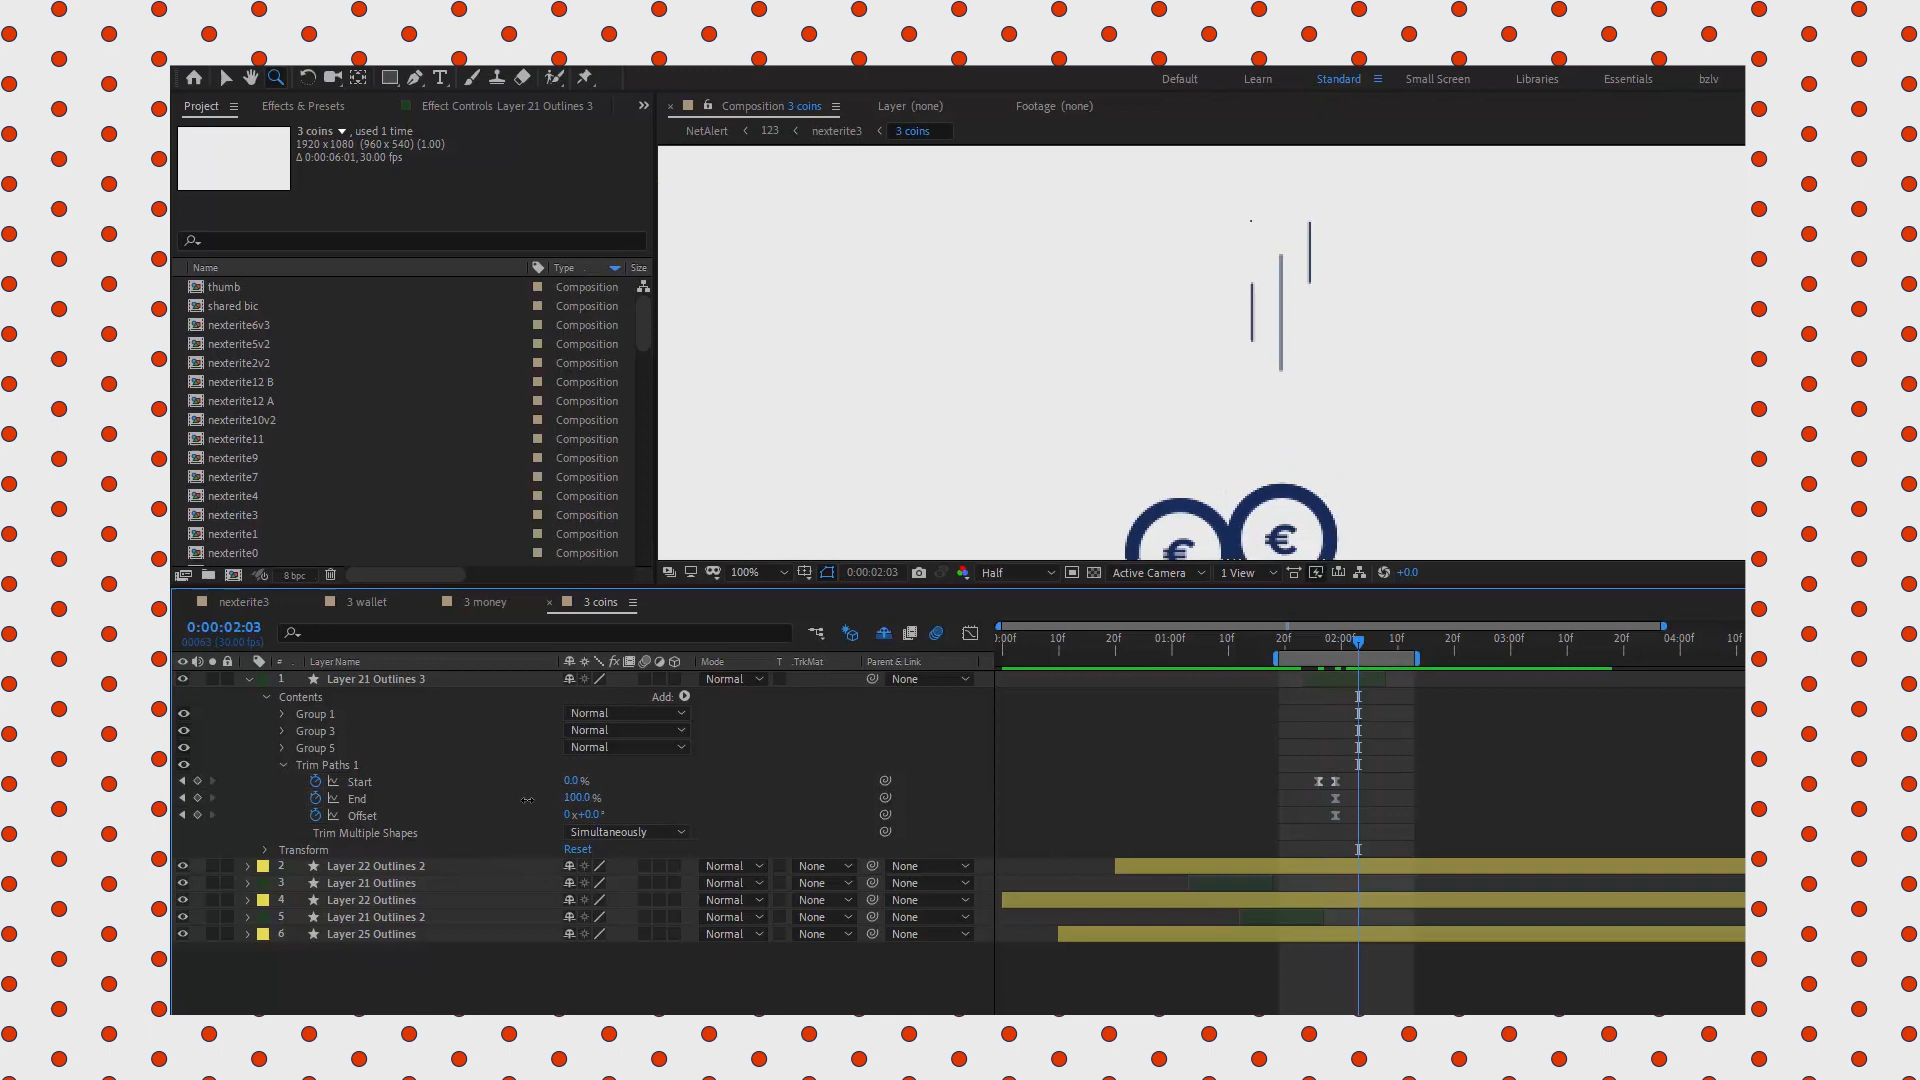 Default Learn Standard Small Screen Libraries Essentials bzlv
Project Effects & Presets Effect Controls Layer 21 Outlines 3
Composition 3 coins Layer (none) Footage (none)
NetAlert 123 nexterite3 3 coins
3 coins , used 1 time
1920 x 1080 (960 x 540) (1.00)
Δ 0:00:06:01, 30.00 fps
Name Type Size
thumb Composition
shared bic Composition
nexterite6v3 Composition
nexterite5v2 Composition
nexterite2v2 Composition
nexterite12 B Composition
nexterite12 A Composition
nexterite10v2 Composition
nexterite11 Composition
nexterite9 Composition
nexterite7 Composition
nexterite4 Composition
nexterite3 Composition
nexterite1 Composition
nexterite0 Composition
€ €
8 bpc
100% 0:00:02:03 Half Active Camera 1 View +0.0
nexterite3 3 wallet 3 money 3 coins
0:00:02:03
00063 (30.00 fps)
:00f 10f 20f 01:00f 10f 20f 02:00f 10f 20f 03:00f 10f 20f 04:00f 10f
# Layer Name fx Mode T .TrkMat Parent & Link
1 Layer 21 Outlines 3 Normal None
Contents Add:
Group 1 Normal
Group 3 Normal
Group 5 Normal
Trim Paths 1
Start 0.0 %
End 100.0 %
Offset 0 x+0.0 °
Trim Multiple Shapes Simultaneously
Transform Reset
2 Layer 22 Outlines 2 Normal None None
3 Layer 21 Outlines Normal None None
4 Layer 22 Outlines Normal None None
5 Layer 21 Outlines 2 Normal None None
6 Layer 25 Outlines Normal None None